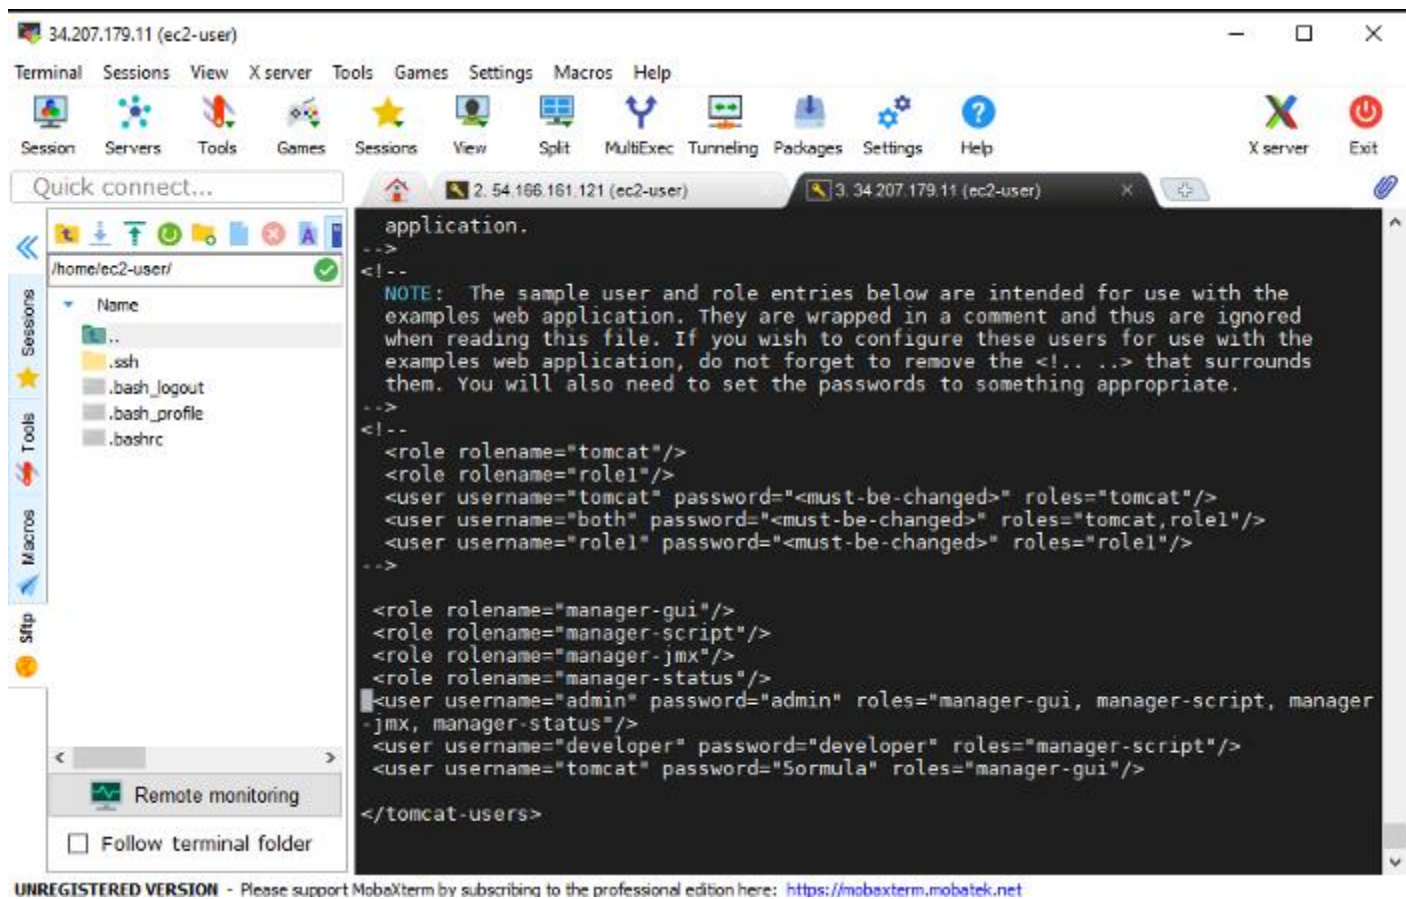 34.207.179.11 (ec2-user)
Terminal Sessions View X server Tools Games Settings Macros Help
Session Servers Tools Games Sessions View Split MultiExec Tunneling Packages Settings Help X server Exit
Quick connect...
2. 54.166.161.121 (ec2-user)
3. 34.207.179.11 (ec2-user)
/home/ec2-user/
Name
..
.ssh
.bash_logout
.bash_profile
.bashrc
Sessions
Tools
Macros
Sftp
Remote monitoring
Follow terminal folder
application.
-->
<!--
NOTE:  The sample user and role entries below are intended for use with the
examples web application. They are wrapped in a comment and thus are ignored
when reading this file. If you wish to configure these users for use with the
examples web application, do not forget to remove the <!.. ..> that surrounds
them. You will also need to set the passwords to something appropriate.
-->
<!--
<role rolename="tomcat"/>
<role rolename="role1"/>
<user username="tomcat" password="<must-be-changed>" roles="tomcat"/>
<user username="both" password="<must-be-changed>" roles="tomcat,role1"/>
<user username="role1" password="<must-be-changed>" roles="role1"/>
-->
<role rolename="manager-gui"/>
<role rolename="manager-script"/>
<role rolename="manager-jmx"/>
<role rolename="manager-status"/>
<user username="admin" password="admin" roles="manager-gui, manager-script, manager
-jmx, manager-status"/>
<user username="developer" password="developer" roles="manager-script"/>
<user username="tomcat" password="5ormula" roles="manager-gui"/>
</tomcat-users>
UNREGISTERED VERSION - Please support MobaXterm by subscribing to the professional edition here: https://mobaxterm.mobatek.net